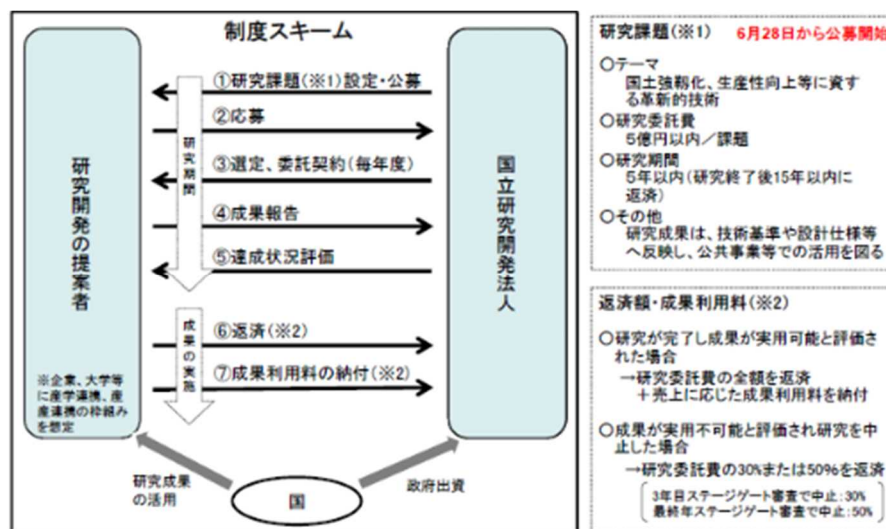 制度スキーム
①研究課題(※1)設定・公募
②応募
③選定、委託契約(毎年度)
④成果報告
⑤達成状況評価
⑥返済(※2)
⑦成果利用料の納付(※2)
研究期間
成果の実施
研究開発の提案者
※企業、大学等
に産学連携、産
産連携の枠組み
を想定
国立研究開発法人
研究成果
の活用
国
政府出資
研究課題(※1) 6月28日から公募開始
○テーマ
国土強靱化、生産性向上等に資す
る革新的技術
○研究委託費
5億円以内/課題
○研究期間
5年以内(研究終了後15年以内に
返済)
○その他
研究成果は、技術基準や設計仕様等
へ反映し、公共事業等での活用を図る
返済額・成果利用料(※2)
○研究が完了し成果が実用可能と評価さ
れた場合
→研究委託費の全額を返済
+売上に応じた成果利用料を納付
○成果が実用不可能と評価され研究を中
止した場合
→研究委託費の30%または50%を返済
3年目ステージゲート審査で中止:30%
最終年ステージゲート審査で中止:50%